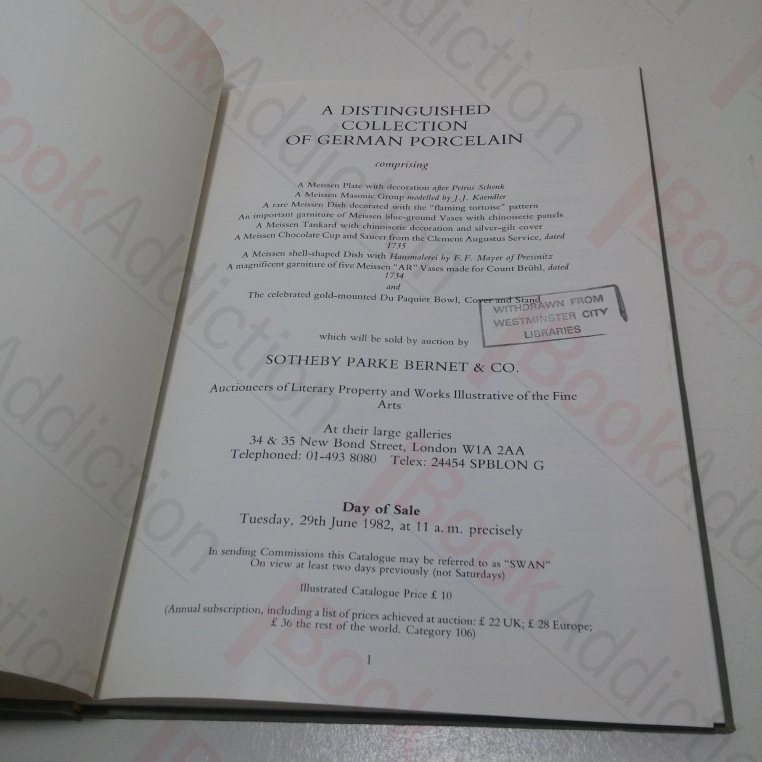 A DISTINGUISHED
COLLECTION
OF GERMAN PORCELAIN
comprising
A Meissen Plate with decoration after Petrus Schenk
A Meissen Masonic Group modelled by J. J. Kaendler
A rare Meissen Dish decorated with the "flaming tortoise" pattern
An important garniture of Meissen blue-ground Vases with chinoiserie panels
A Meissen Tankard with chinoiserie decoration and silver-gilt cover
A Meissen Chocolate Cup and Saucer from the Clement Augustus Service, dated
1735
A Meissen shell-shaped Dish with Hausmalerei by F. F. Mayer of Pressnitz
A magnificent garniture of five Meissen "AR" Vases made for Count Brühl, dated
1734
and
The celebrated gold-mounted Du Paquier Bowl, Cover and Stand
WITHDRAWN FROM
WESTMINSTER CITY
LIBRARIES
which will be sold by auction by
SOTHEBY PARKE BERNET & CO.
Auctioneers of Literary Property and Works Illustrative of the Fine
Arts
At their large galleries
34 & 35 New Bond Street, London W1A 2AA
Telephoned: 01-493 8080 Telex: 24454 SPBLON G
Day of Sale
Tuesday, 29th June 1982, at 11 a.m. precisely
In sending Commissions this Catalogue may be referred to as "SWAN"
On view at least two days previously (not Saturdays)
Illustrated Catalogue Price £ 10
(Annual subscription, including a list of prices achieved at auction: £ 22 UK; £ 28 Europe;
£ 36 the rest of the world. Category 106)
1
BookAddiction